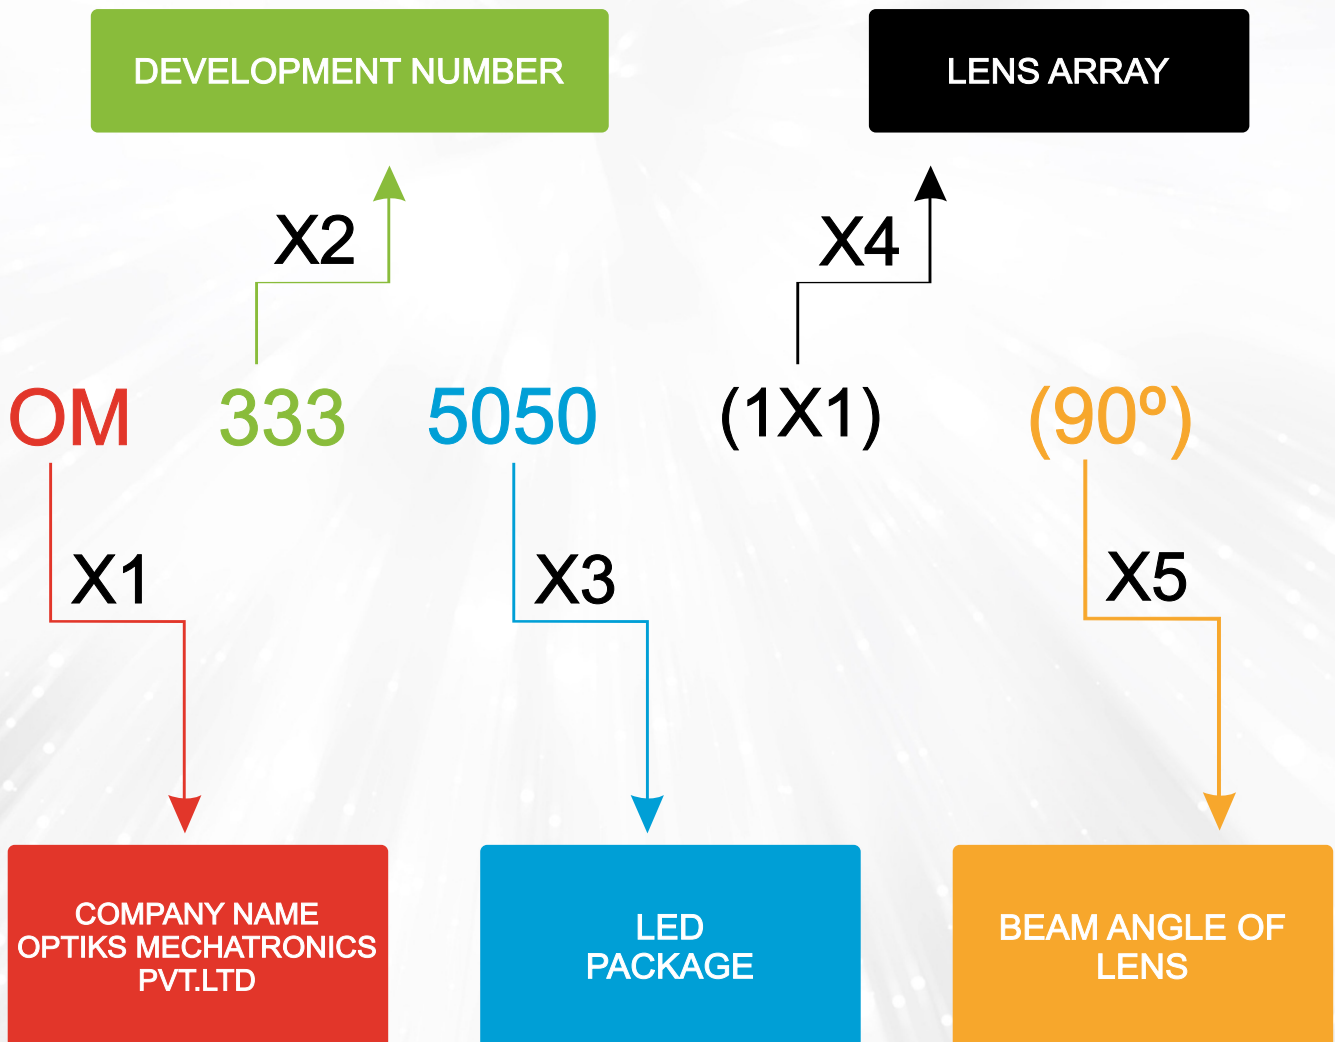 DEVELOPMENT NUMBER
LENS ARRAY
X2
X4
OM 333 5050 (1X1) (90º)
X1
X3
X5
COMPANY NAME
OPTIKS MECHATRONICS
PVT.LTD
LED
PACKAGE
BEAM ANGLE OF
LENS